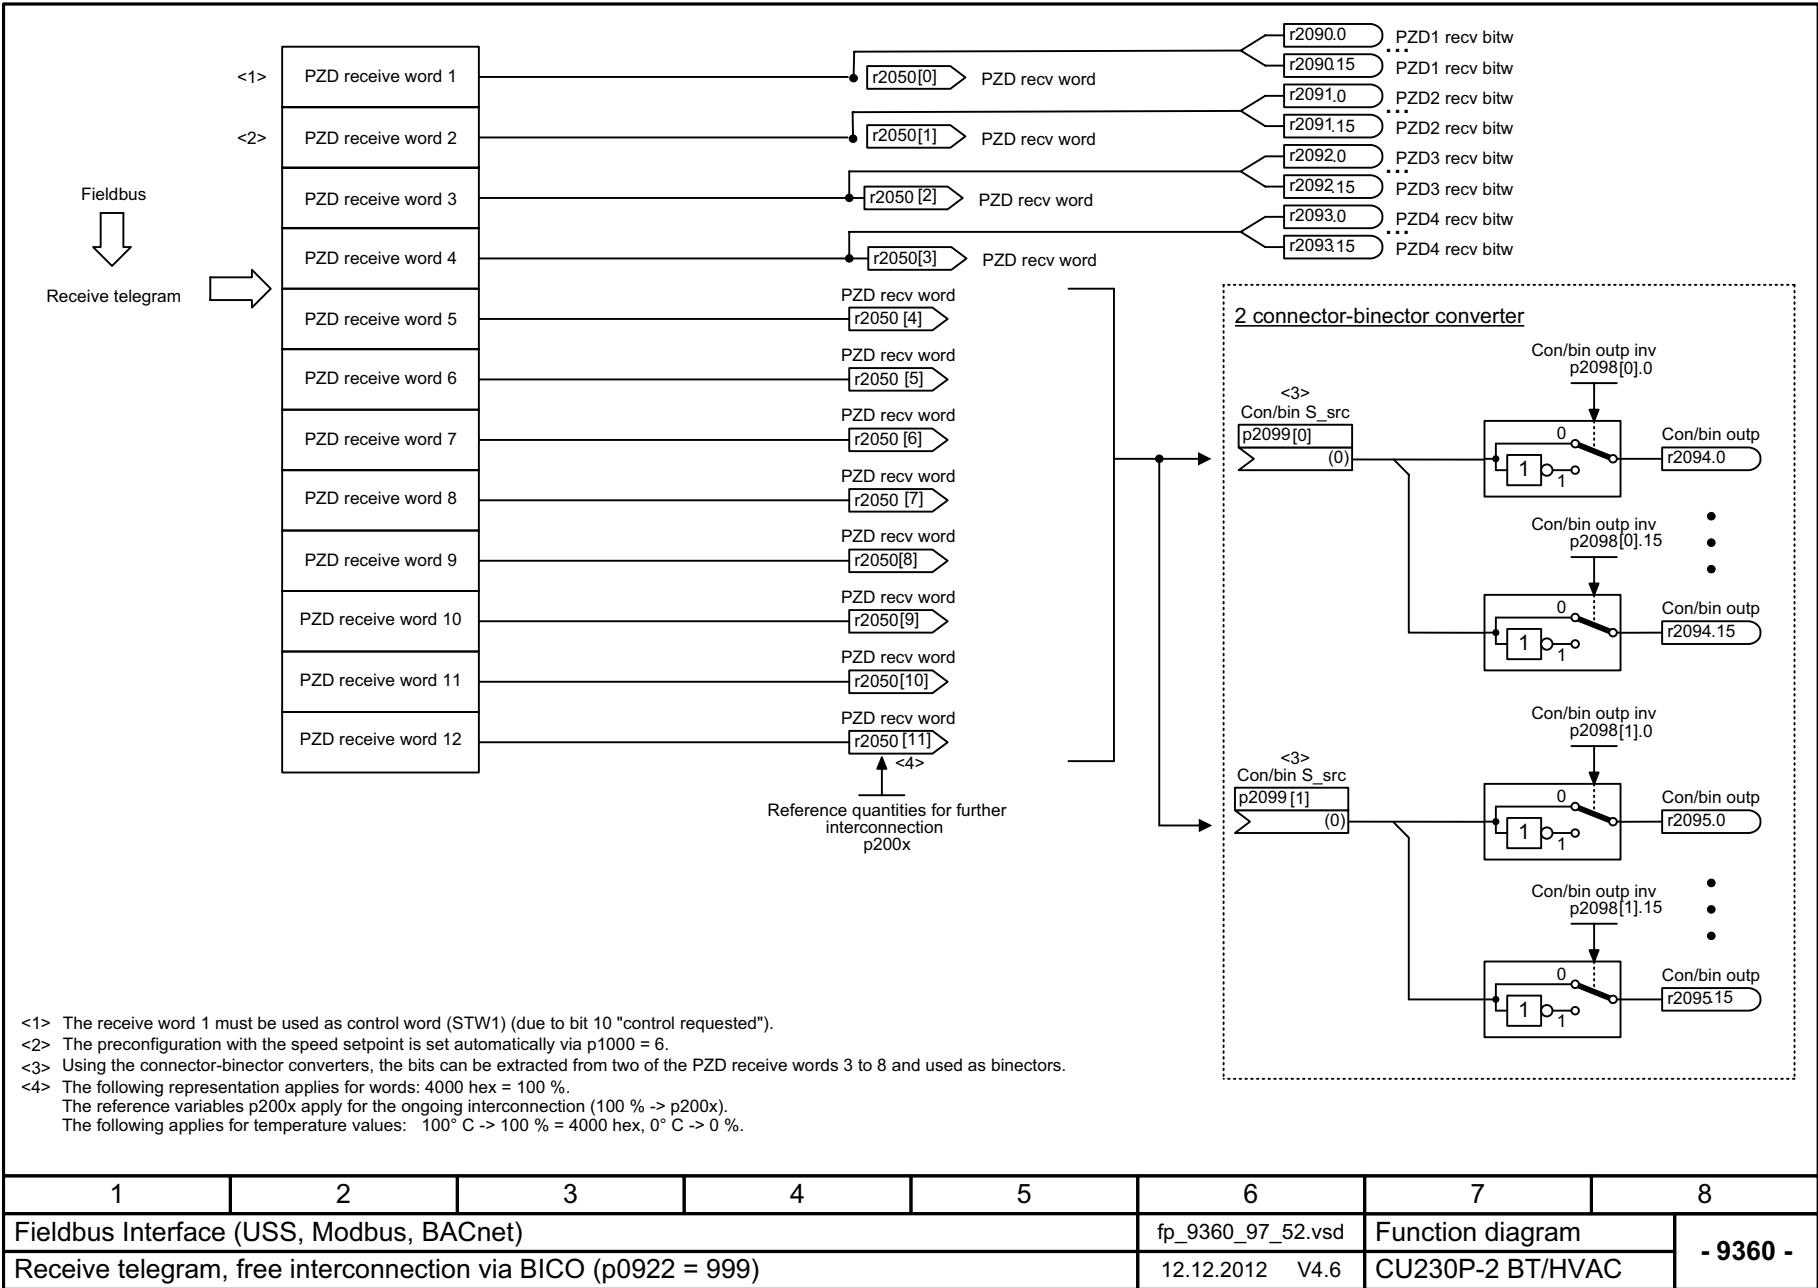 <1>
PZD receive word 1
r2050[0]
PZD recv word
r2090.0
PZD1 recv bitw
...
r2090.15
PZD1 recv bitw
<2>
PZD receive word 2
r2050[1]
PZD recv word
r2091.0
PZD2 recv bitw
...
r2091.15
PZD2 recv bitw
PZD receive word 3
r2050 [2]
PZD recv word
r2092.0
PZD3 recv bitw
...
r2092.15
PZD3 recv bitw
PZD receive word 4
r2050[3]
PZD recv word
r2093.0
PZD4 recv bitw
...
r2093.15
PZD4 recv bitw
Fieldbus
Receive telegram
PZD receive word 5
PZD recv word
r2050 [4]
PZD receive word 6
PZD recv word
r2050 [5]
PZD receive word 7
PZD recv word
r2050 [6]
PZD receive word 8
PZD recv word
r2050 [7]
PZD receive word 9
PZD recv word
r2050[8]
PZD receive word 10
PZD recv word
r2050[9]
PZD receive word 11
PZD recv word
r2050[10]
PZD receive word 12
PZD recv word
r2050 [11]
<4>
Reference quantities for further
interconnection
p200x
2 connector-binector converter
<3>
Con/bin S_src
p2099[0]
(0)
Con/bin outp inv
p2098[0].0
0
1
1
Con/bin outp
r2094.0
Con/bin outp inv
p2098[0].15
0
1
1
Con/bin outp
r2094.15
<3>
Con/bin S_src
p2099 [1]
(0)
Con/bin outp inv
p2098[1].0
0
1
1
Con/bin outp
r2095.0
Con/bin outp inv
p2098[1].15
0
1
1
Con/bin outp
r2095.15
<1> The receive word 1 must be used as control word (STW1) (due to bit 10 "control requested").
<2> The preconfiguration with the speed setpoint is set automatically via p1000 = 6.
<3> Using the connector-binector converters, the bits can be extracted from two of the PZD receive words 3 to 8 and used as binectors.
<4> The following representation applies for words: 4000 hex = 100 %.
The reference variables p200x apply for the ongoing interconnection (100 % -> p200x).
The following applies for temperature values: 100° C -> 100 % = 4000 hex, 0° C -> 0 %.
1 2 3 4 5 6 7 8
Fieldbus Interface (USS, Modbus, BACnet)
fp_9360_97_52.vsd
Function diagram
- 9360 -
Receive telegram, free interconnection via BICO (p0922 = 999)
12.12.2012 V4.6
CU230P-2 BT/HVAC